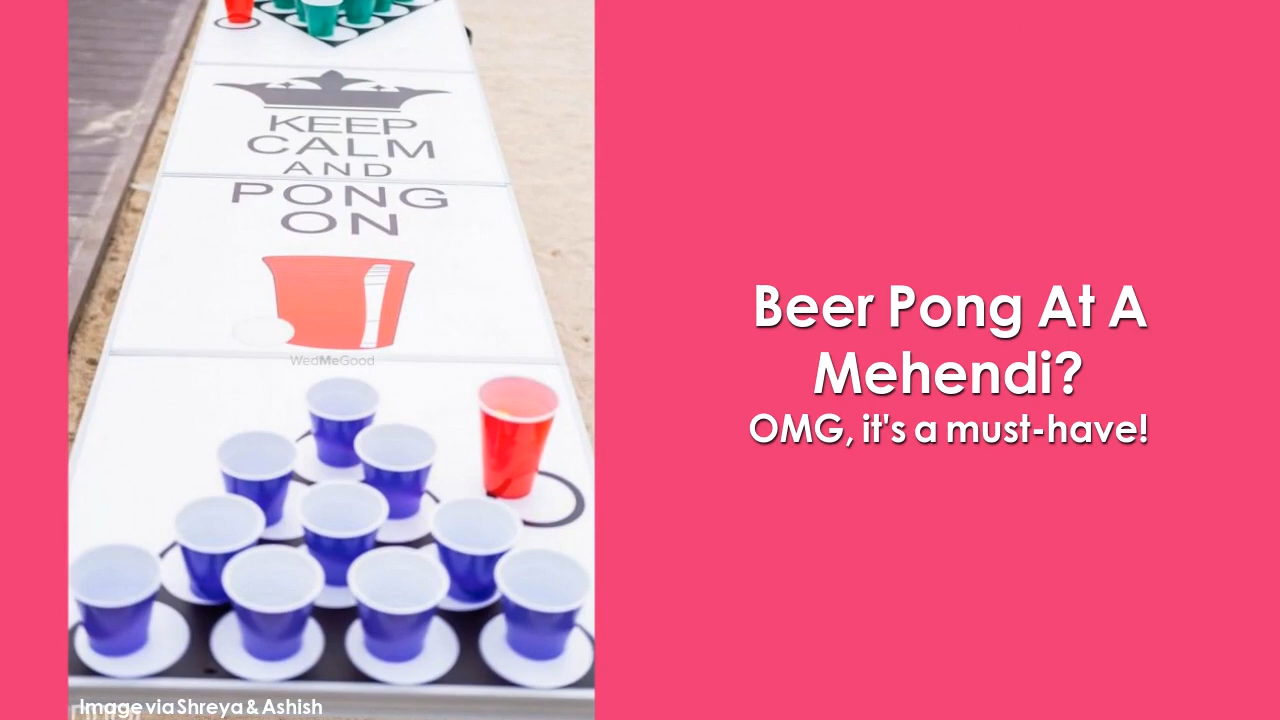 KEEP
CALM
AND
PONG
ON
WedMeGood
Image via Shreya & Ashish
Beer Pong At A
Mehendi?
OMG, it's a must-have!